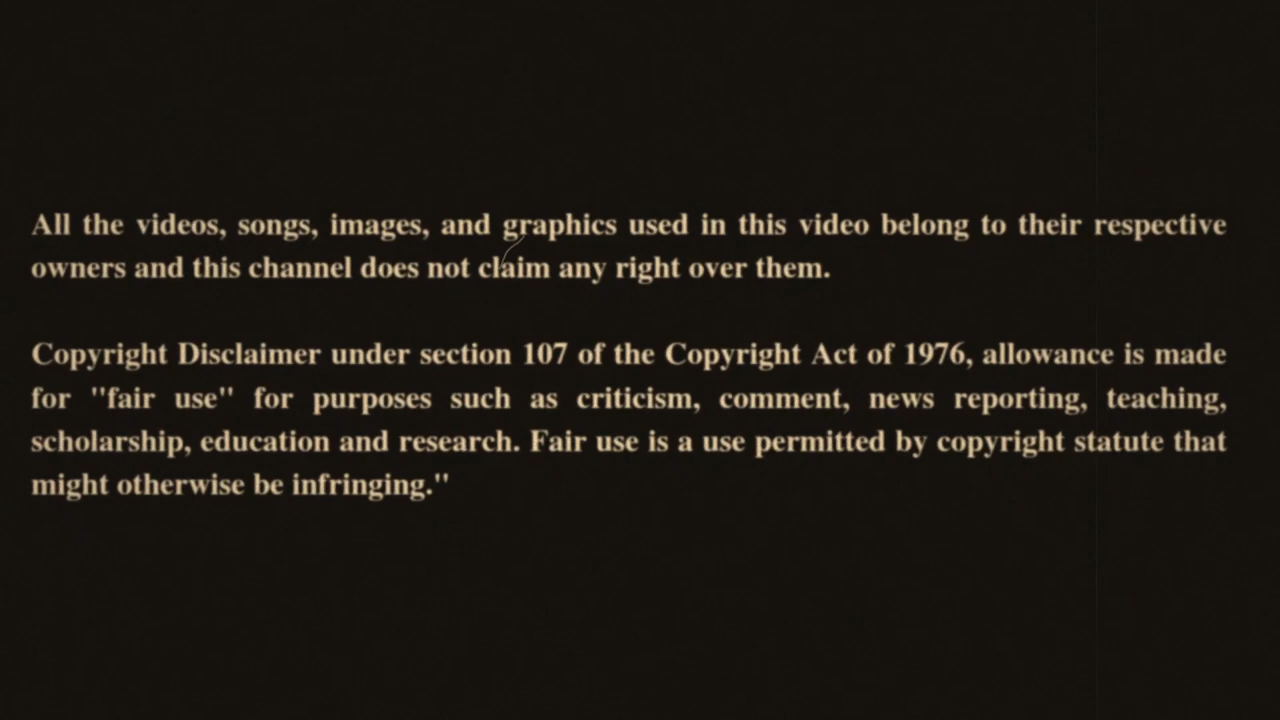 All the videos, songs, images, and graphics used in this video belong to their respective
owners and this channel does not claim any right over them.
Copyright Disclaimer under section 107 of the Copyright Act of 1976, allowance is made
for "fair use" for purposes such as criticism, comment, news reporting, teaching,
scholarship, education and research. Fair use is a use permitted by copyright statute that
might otherwise be infringing."